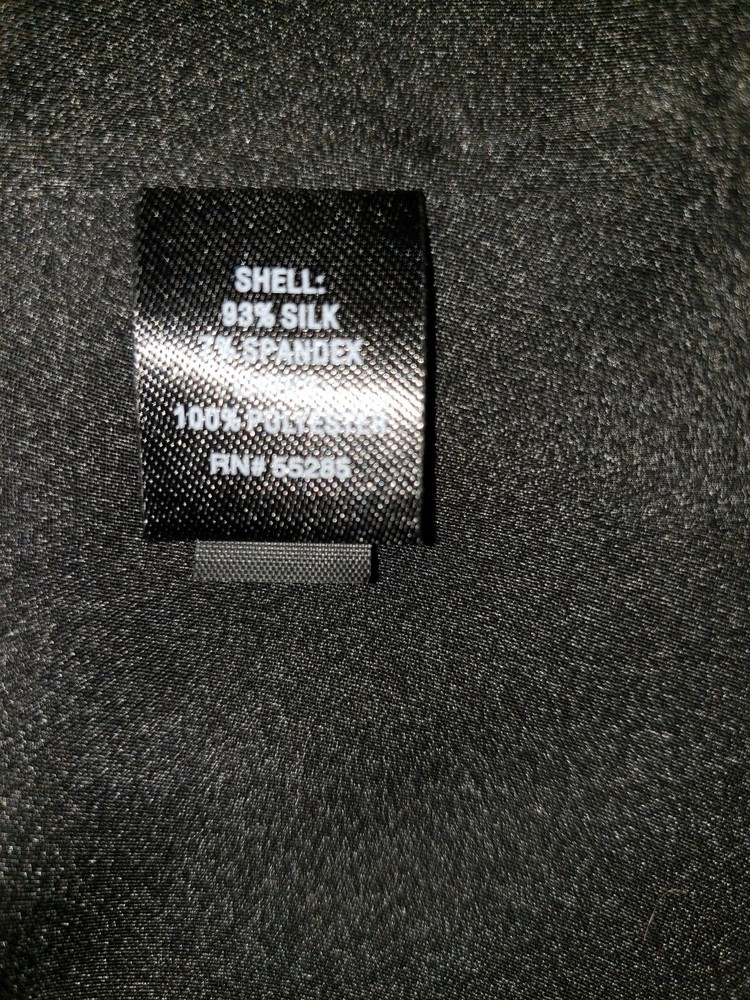 SHELL:
93% SILK
7% SPANDEX
100% POLYESTER
RN# 55285